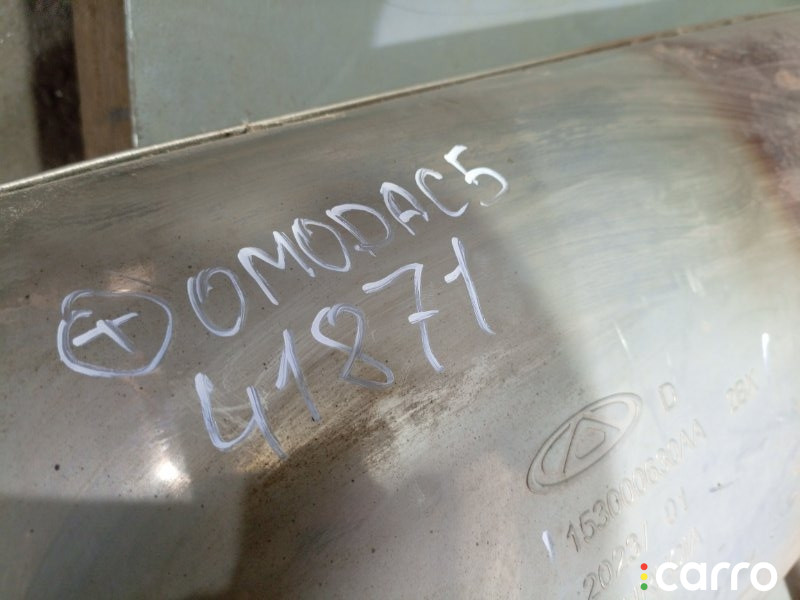 + OMODA C5
41871
D
2023/ 01
carro